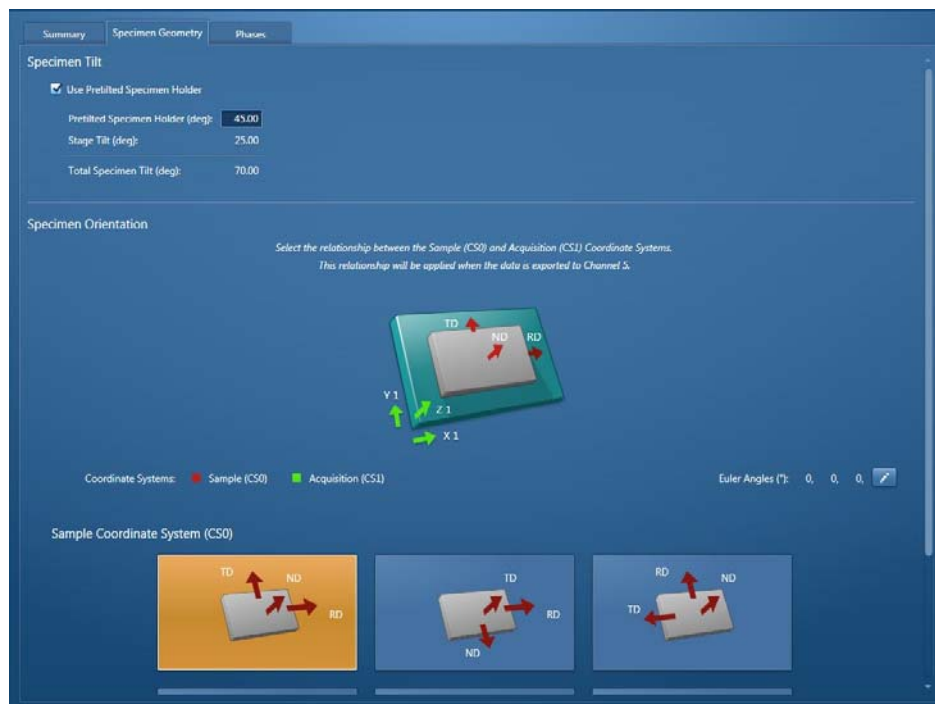 Summary Specimen Geometry Phases
Specimen Tilt
Use Pretilted Specimen Holder
Pretilted Specimen Holder (deg): 45.00
Stage Tilt (deg): 25.00
Total Specimen Tilt (deg): 70.00
Specimen Orientation
Select the relationship between the Sample (CS0) and Acquisition (CS1) Coordinate Systems.
This relationship will be applied when the data is exported to Channel 5.
TD
ND RD
Y 1
Z 1
X 1
Coordinate Systems: Sample (CS0) Acquisition (CS1) Euler Angles (°): 0, 0, 0,
Sample Coordinate System (CS0)
TD ND RD
TD RD ND
RD ND TD